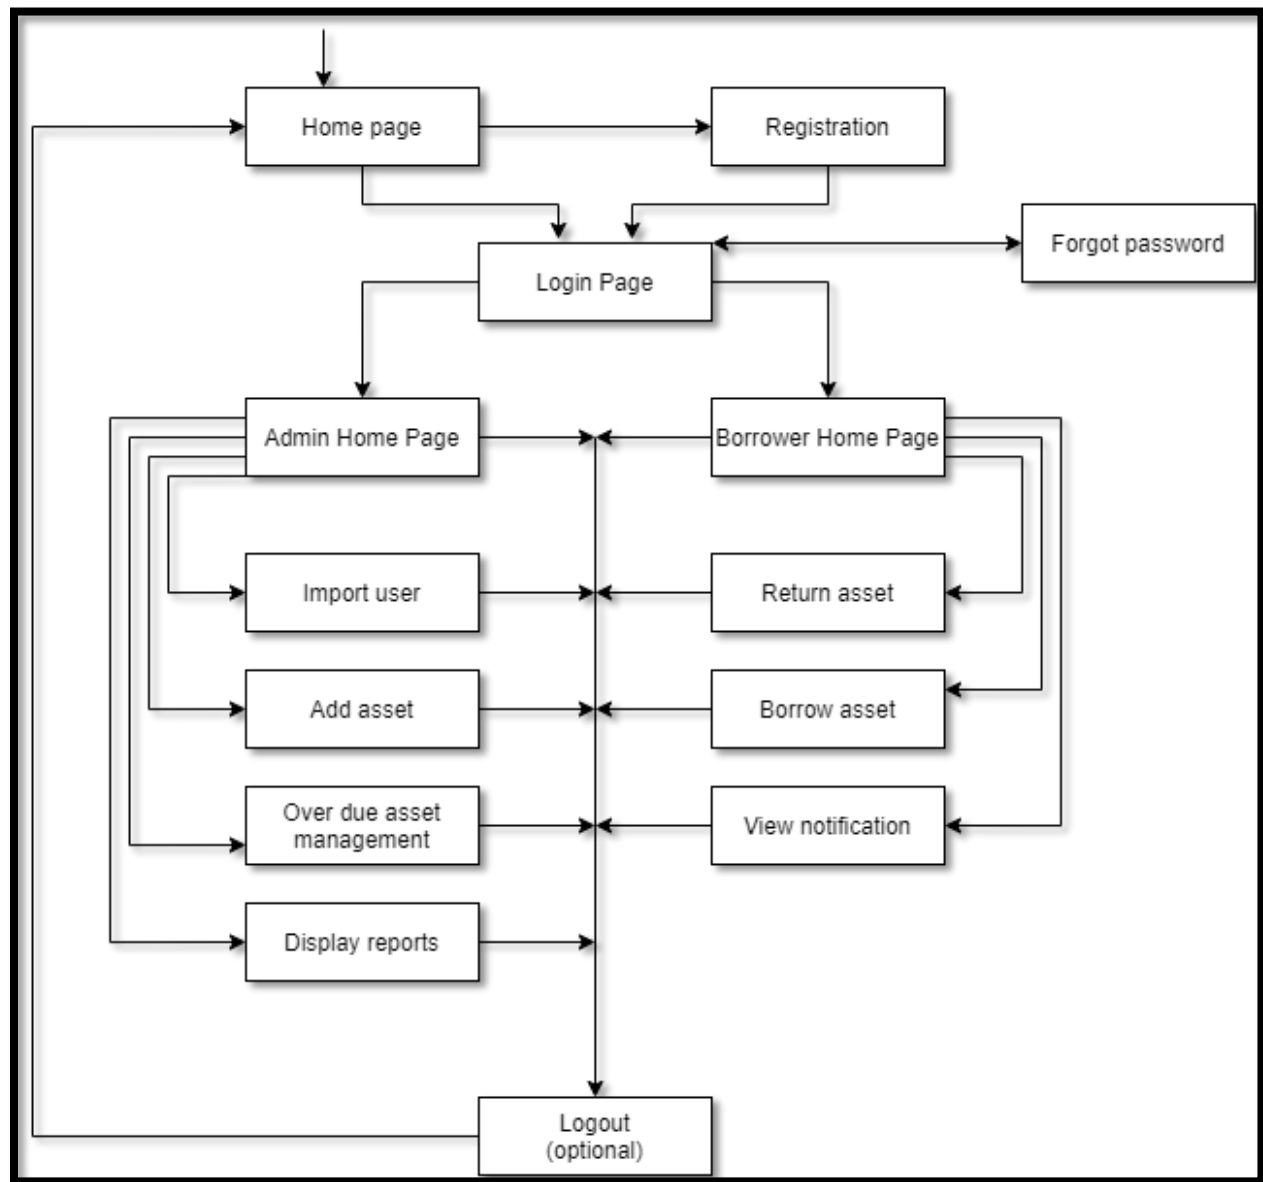 Home page
Registration
Forgot password
Login Page
Admin Home Page
Borrower Home Page
Import user
Return asset
Add asset
Borrow asset
Over due asset
management
View notification
Display reports
Logout
(optional)